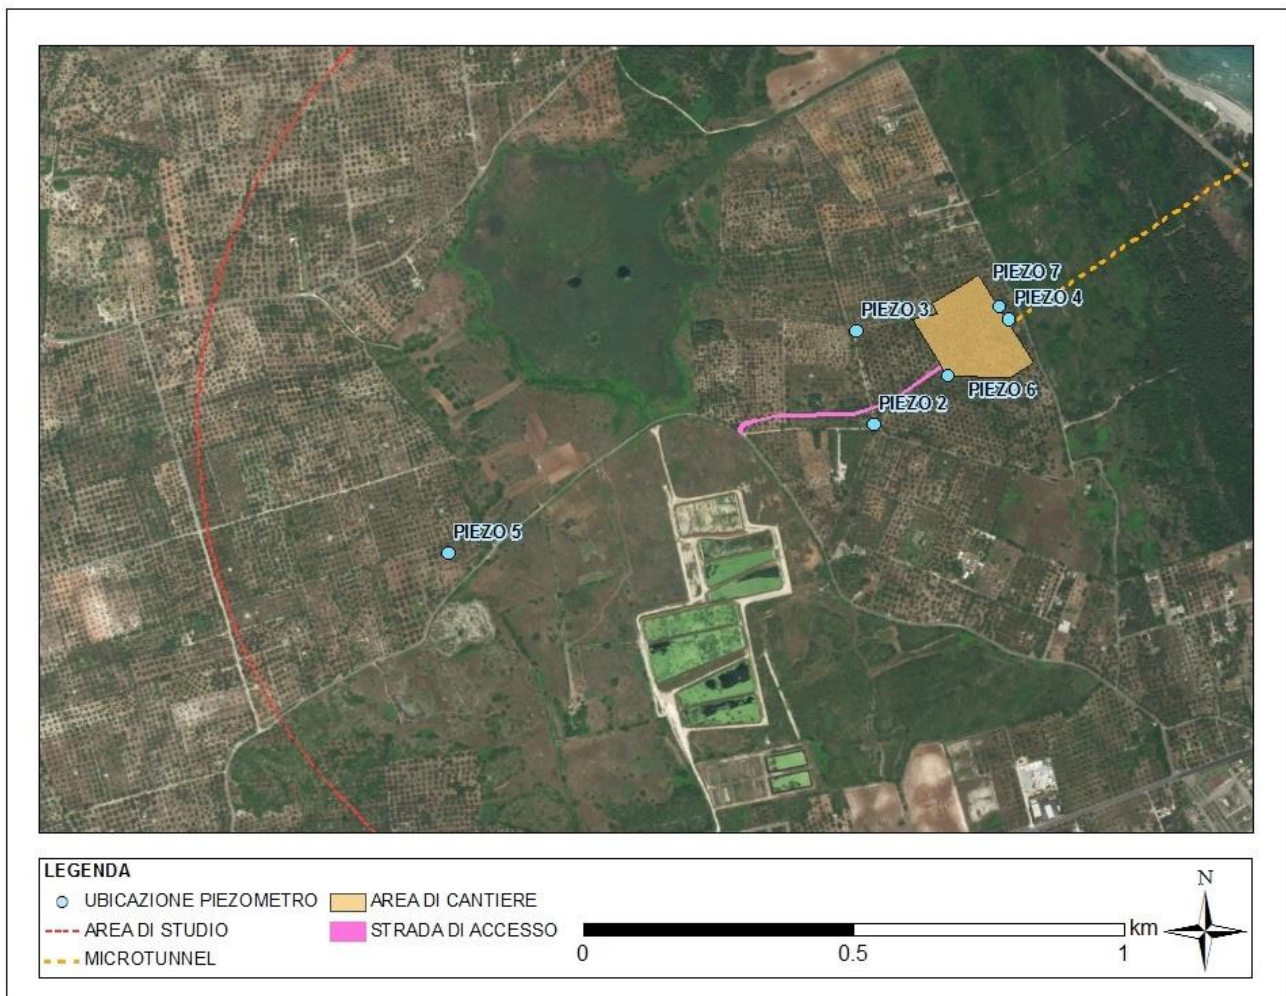 PIEZO 7
PIEZO 4
PIEZO 3
PIEZO 6
PIEZO 2
PIEZO 5
LEGENDA
UBICAZIONE PIEZOMETRO
AREA DI CANTIERE
AREA DI STUDIO
STRADA DI ACCESSO
MICROTUNNEL
km
0
0.5
1
N